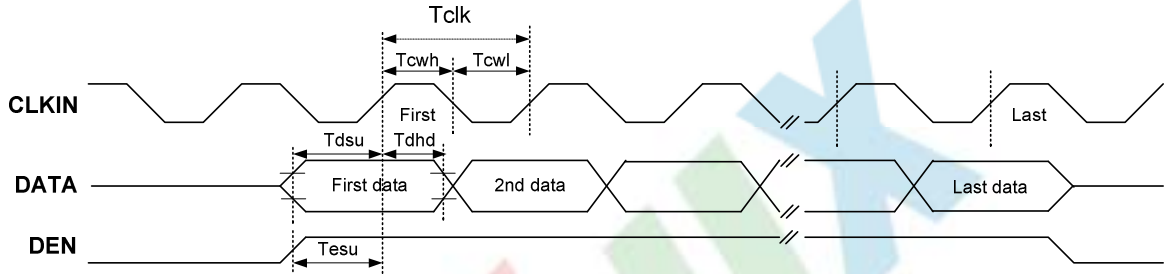 Tclk
Tcwh Tcwl
CLKIN First Last
Tdsu Tdhd
DATA First data 2nd data Last data
DEN
Tesu